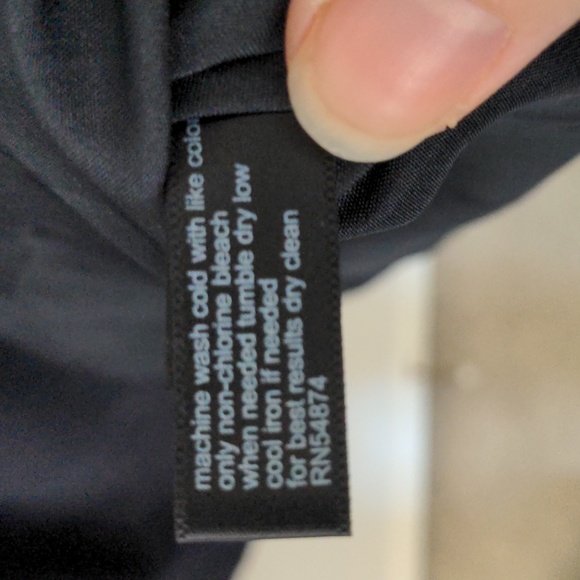 machine wash cold with like color
only non-chlorine bleach
when needed tumble dry low
cool iron if needed
for best results dry clean
RN54874